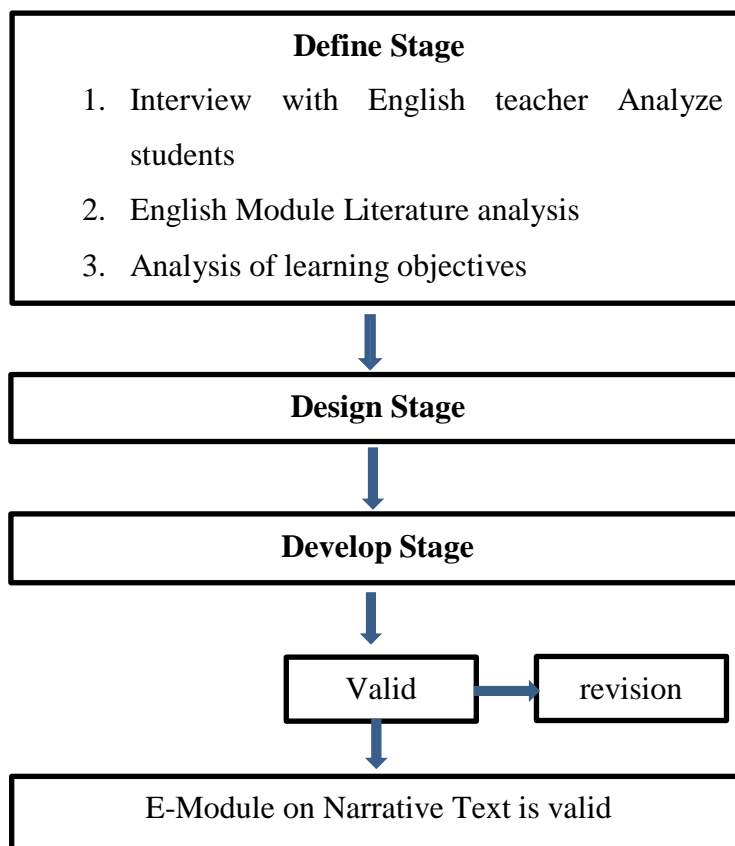 Define Stage
1. Interview with English teacher Analyze
students
2. English Module Literature analysis
3. Analysis of learning objectives
Design Stage
Develop Stage
Valid
revision
E-Module on Narrative Text is valid